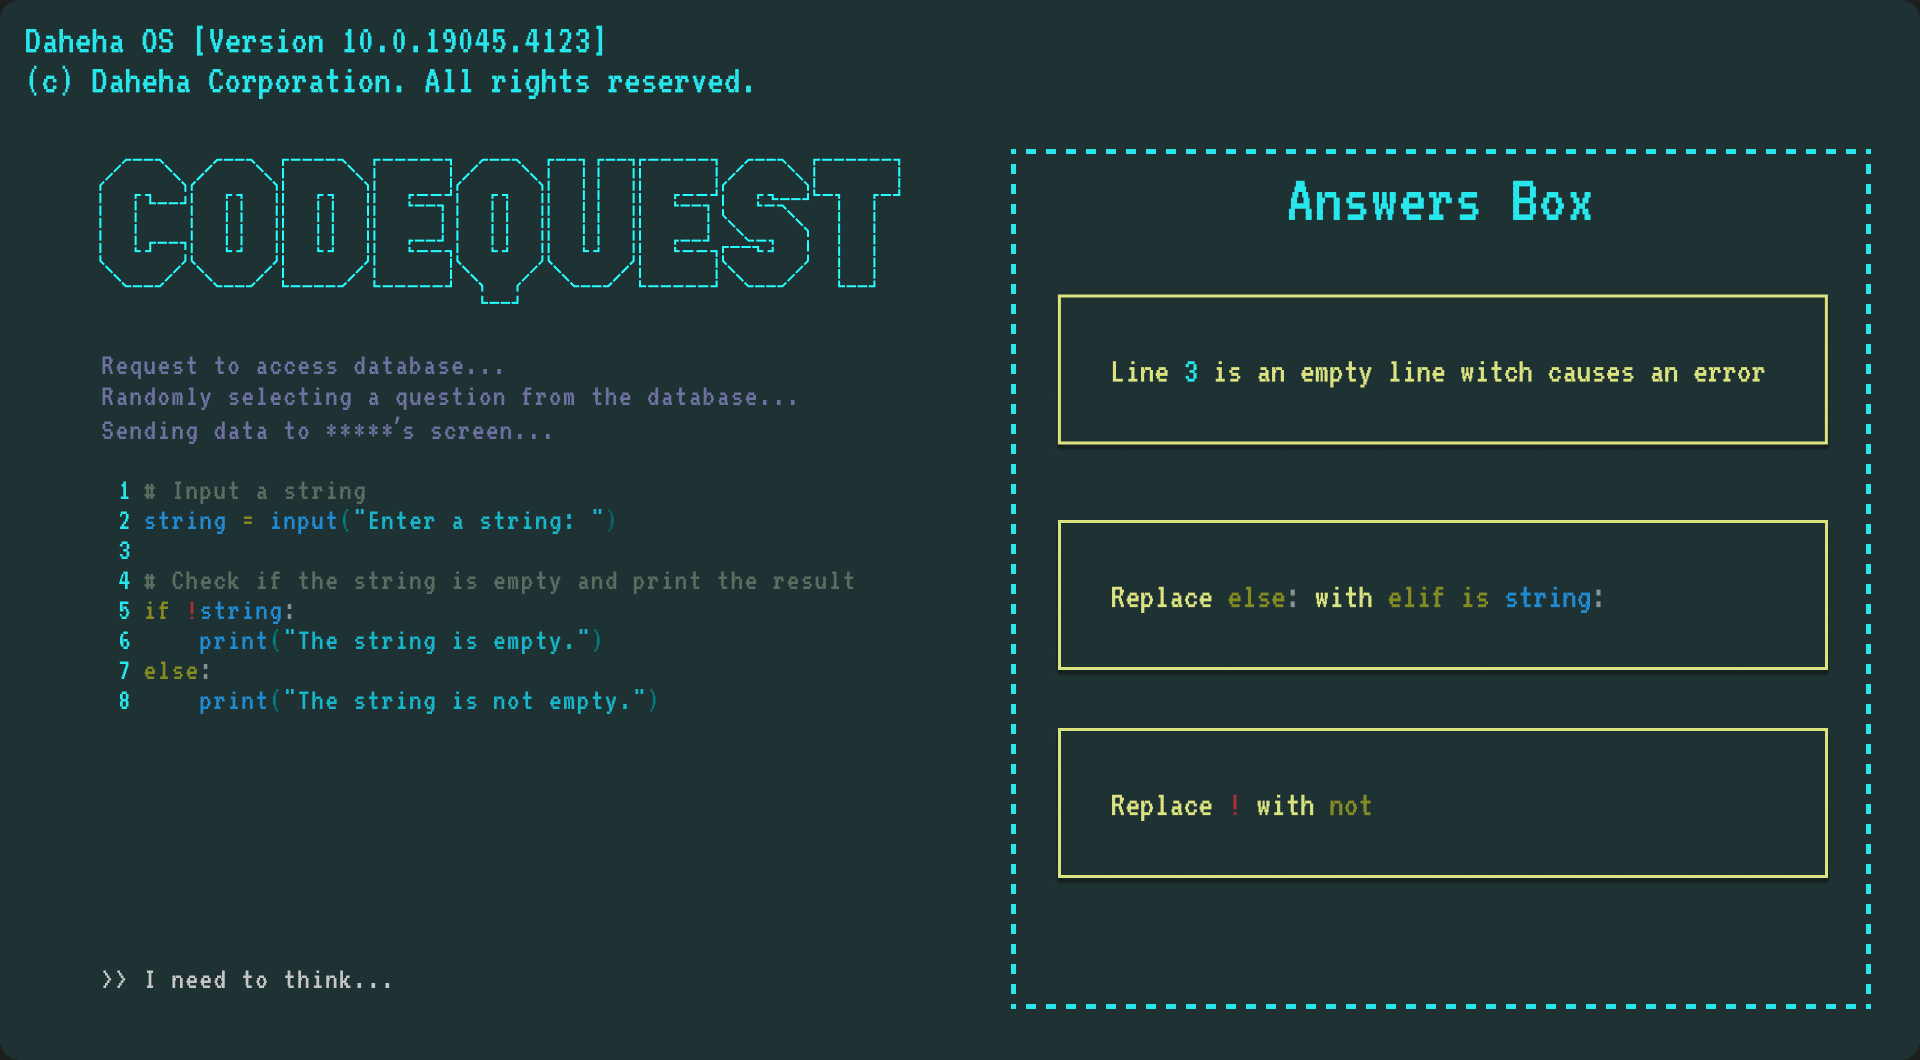 Daheha OS [Version 10.0.19045.4123]
(c) Daheha Corporation. All rights reserved.
CODEQUEST
Request to access database...
Randomly selecting a question from the database...
Sending data to *****'s screen...
1 # Input a string
2 string = input("Enter a string: ")
3
4 # Check if the string is empty and print the result
5 if !string:
6     print("The string is empty.")
7 else:
8     print("The string is not empty.")
>> I need to think...
Answers Box
Line 3 is an empty line witch causes an error
Replace else: with elif is string:
Replace ! with not